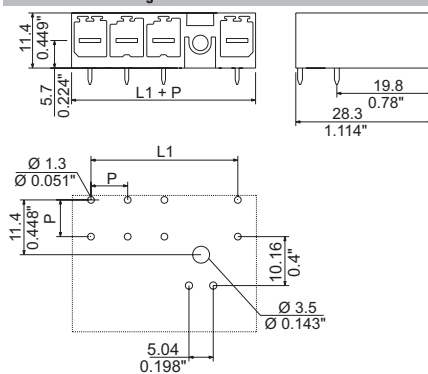 11.4
0.449"
5.7
0.224"
L1 + P
19.8
0.78"
28.3
1.114"
L1
Ø 1.3
Ø 0.051"
P
11.4
0.448"
P
10.16
0.4"
Ø 3.5
Ø 0.143"
5.04
0.198"